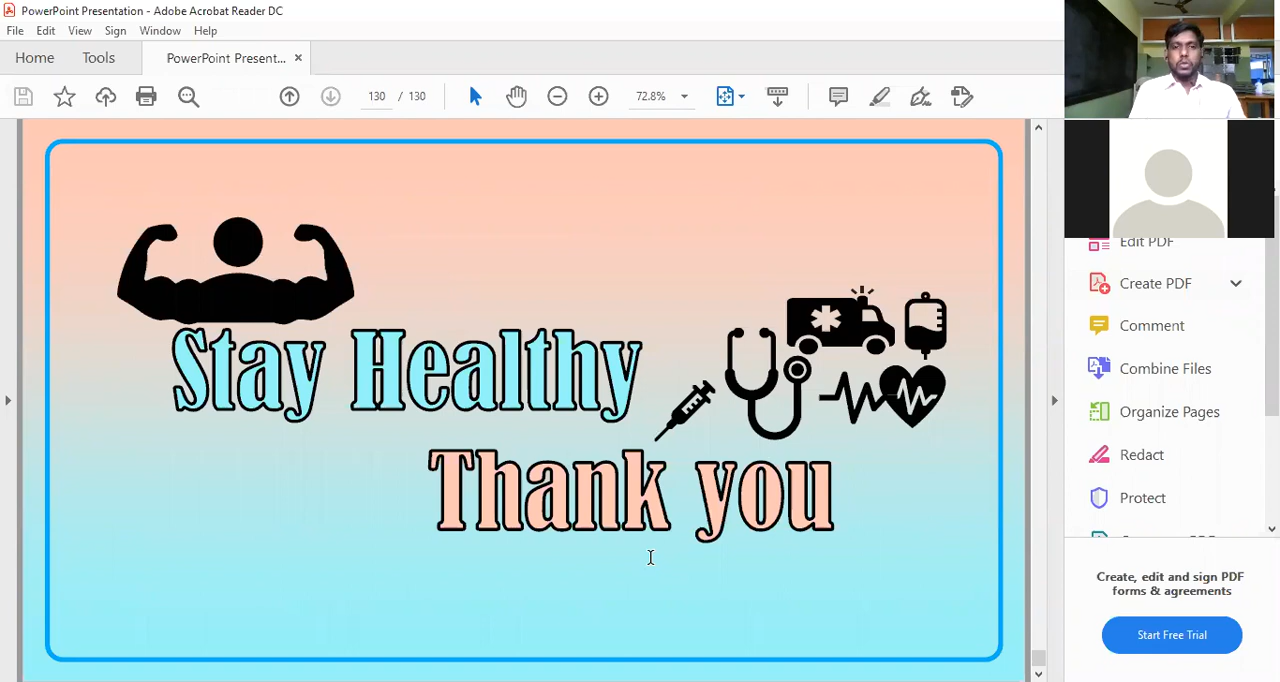 PowerPoint Presentation - Adobe Acrobat Reader DC
File Edit View Sign Window Help
Home Tools PowerPoint Present...
130 / 130 72.8%
Stay Healthy
Thank you
Edit PDF
Create PDF
Comment
Combine Files
Organize Pages
Redact
Protect
Create, edit and sign PDF
forms & agreements
Start Free Trial